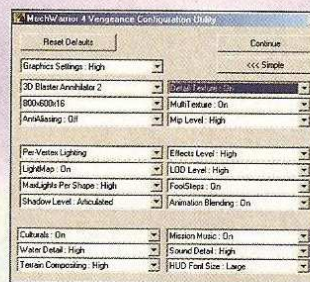 MechWarrior 4 Vengeance Configuration Utility
Reset Defaults
Continue
Graphics Settings : High
<<< Simple
3D Blaster Annihilator 2
Detail Texture : On
800x600x16
MultiTexture : On
AntiAliasing : Off
Mip Level : High
Per-Vertex Lighting
Effects Level : High
LightMap : On
LOD Level : High
MaxLights Per Shape : High
FootSteps : On
Shadow Level : Articulated
Animation Blending : On
Culturals : On
Mission Music : On
Water Detail : High
Sound Detail : High
Terrain Compositing : High
HUD Font Size : Large